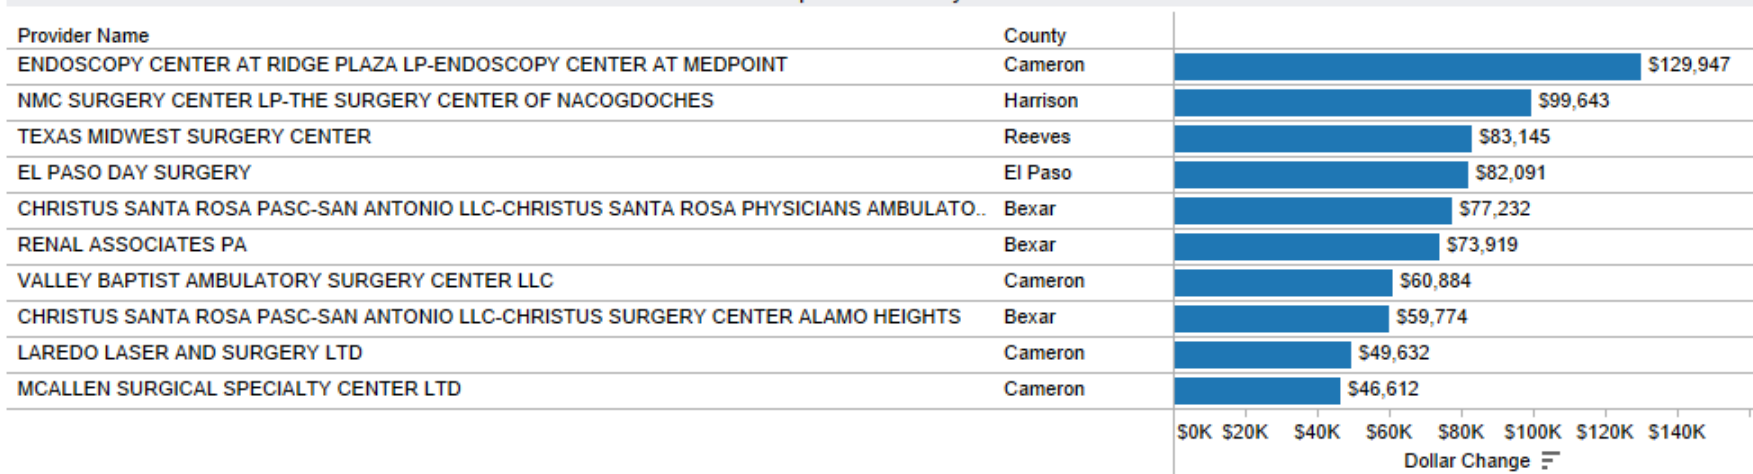 Provider Name County
ENDOSCOPY CENTER AT RIDGE PLAZA LP-ENDOSCOPY CENTER AT MEDPOINT Cameron $129,947
NMC SURGERY CENTER LP-THE SURGERY CENTER OF NACOGDOCHES Harrison $99,643
TEXAS MIDWEST SURGERY CENTER Reeves $83,145
EL PASO DAY SURGERY El Paso $82,091
CHRISTUS SANTA ROSA PASC-SAN ANTONIO LLC-CHRISTUS SANTA ROSA PHYSICIANS AMBULATO.. Bexar $77,232
RENAL ASSOCIATES PA Bexar $73,919
VALLEY BAPTIST AMBULATORY SURGERY CENTER LLC Cameron $60,884
CHRISTUS SANTA ROSA PASC-SAN ANTONIO LLC-CHRISTUS SURGERY CENTER ALAMO HEIGHTS Bexar $59,774
LAREDO LASER AND SURGERY LTD Cameron $49,632
MCALLEN SURGICAL SPECIALTY CENTER LTD Cameron $46,612
$0K $20K $40K $60K $80K $100K $120K $140K
Dollar Change